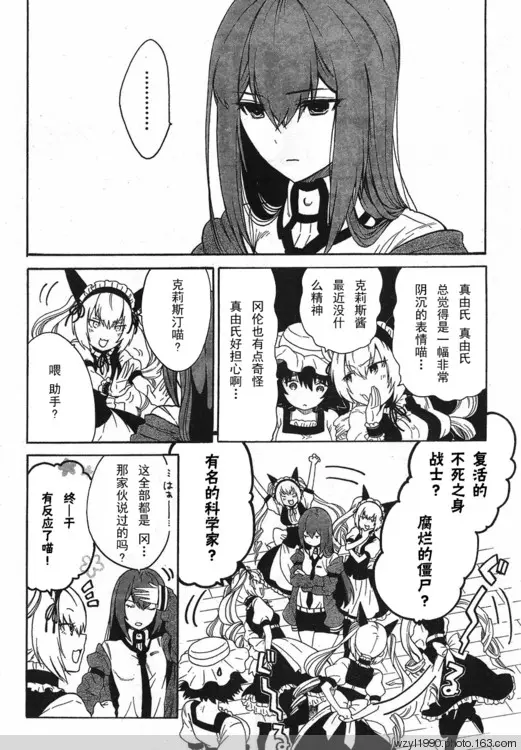 …………
真由氏 真由氏
总觉得是一幅非常
阴沉的表情喵…
克莉斯酱
最近没什
么精神
冈伦也有点奇怪
真由氏好担心啊…
克莉斯
汀喵?
喂 助手?
复活的
不死之身
战士?
腐烂的僵尸?
有名的科学家?
…はぁー…
这全部都是 冈…
那家伙说过的吗?
终—于
有反应了喵!
wzyl1990.photo.163.com